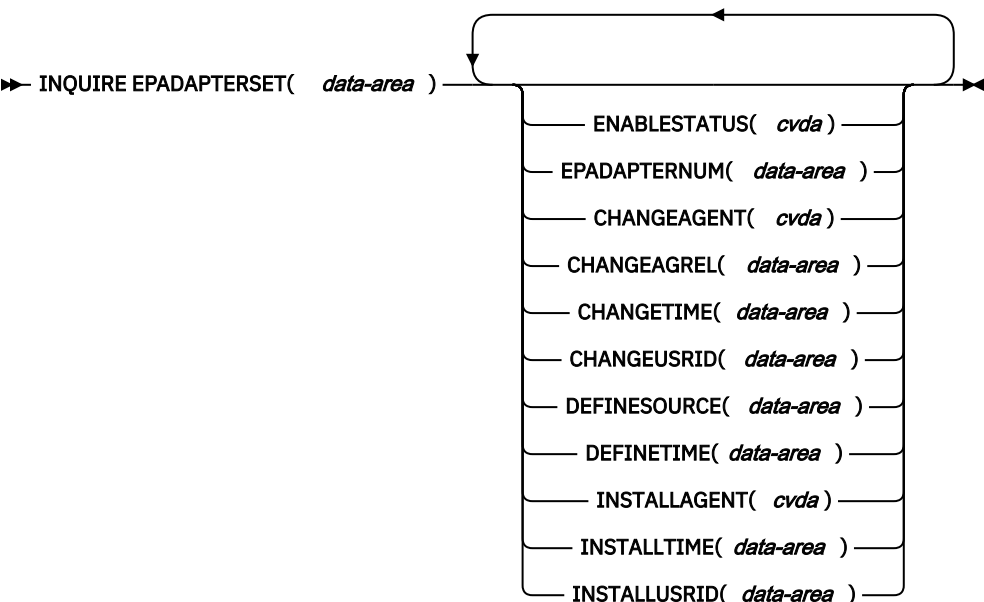 INQUIRE EPADAPTERSET( data-area )
ENABLESTATUS( cvda )
EPADAPTERNUM( data-area )
CHANGEAGENT( cvda )
CHANGEAGREL( data-area )
CHANGETIME( data-area )
CHANGEUSRID( data-area )
DEFINESOURCE( data-area )
DEFINETIME( data-area )
INSTALLAGENT( cvda )
INSTALLTIME( data-area )
INSTALLUSRID( data-area )